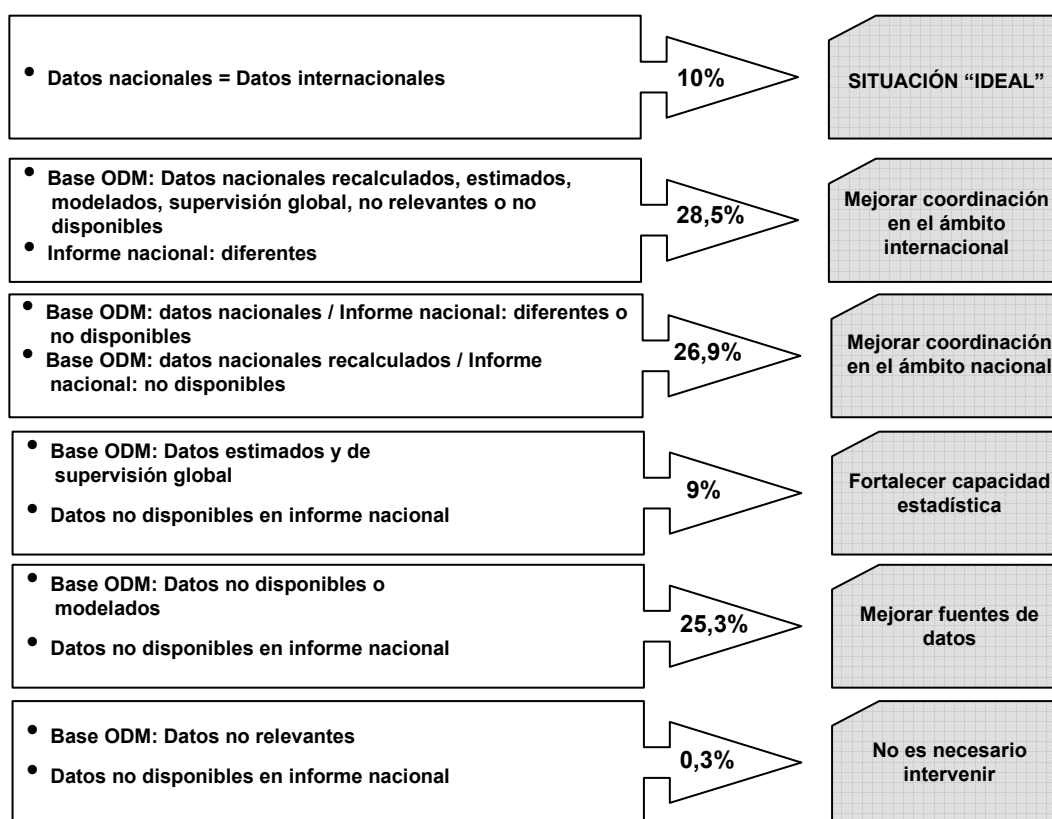 • Datos nacionales = Datos internacionales
10%
SITUACIÓN “IDEAL”
• Base ODM: Datos nacionales recalculados, estimados,
modelados, supervisión global, no relevantes o no
disponibles
• Informe nacional: diferentes
28,5%
Mejorar coordinación
en el ámbito
internacional
• Base ODM: datos nacionales / Informe nacional: diferentes o
no disponibles
• Base ODM: datos nacionales recalculados / Informe
nacional: no disponibles
26,9%
Mejorar coordinación
en el ámbito nacional
• Base ODM: Datos estimados y de
supervisión global
• Datos no disponibles en informe nacional
9%
Fortalecer capacidad
estadística
• Base ODM: Datos no disponibles o
modelados
• Datos no disponibles en informe nacional
25,3%
Mejorar fuentes de
datos
• Base ODM: Datos no relevantes
• Datos no disponibles en informe nacional
0,3%
No es necesario
intervenir